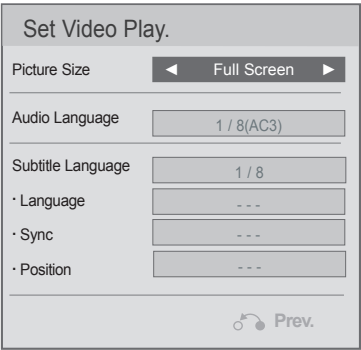 Set Video Play.
Picture Size ◄ Full Screen ►
Audio Language 1 / 8(AC3)
Subtitle Language 1 / 8
· Language - - -
· Sync - - -
· Position - - -
Prev.